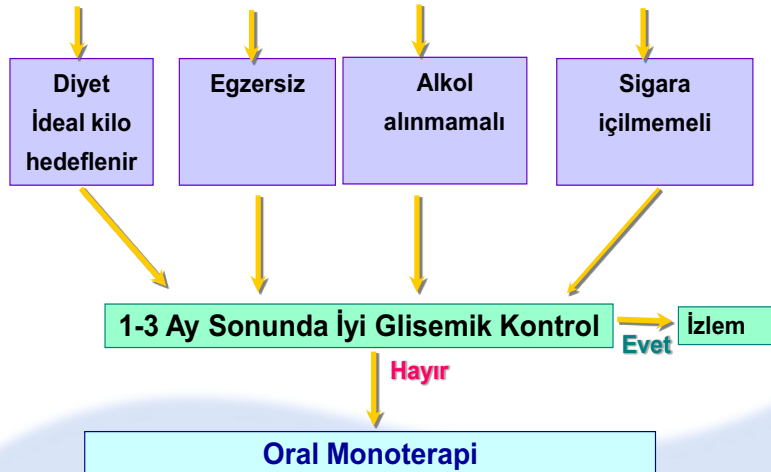 Diyet
İdeal kilo
hedeflenir
Egzersiz
Alkol
alınmamalı
Sigara
içilmemeli
1-3 Ay Sonunda İyi Glisemik Kontrol
Evet
İzlem
Hayır
Oral Monoterapi